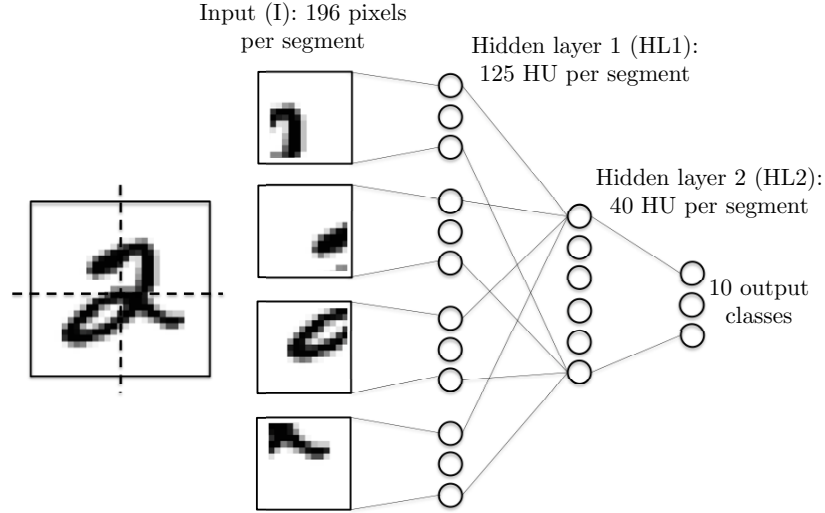 Input (I): 196 pixels
per segment
Hidden layer 1 (HL1):
125 HU per segment
Hidden layer 2 (HL2):
40 HU per segment
10 output
classes